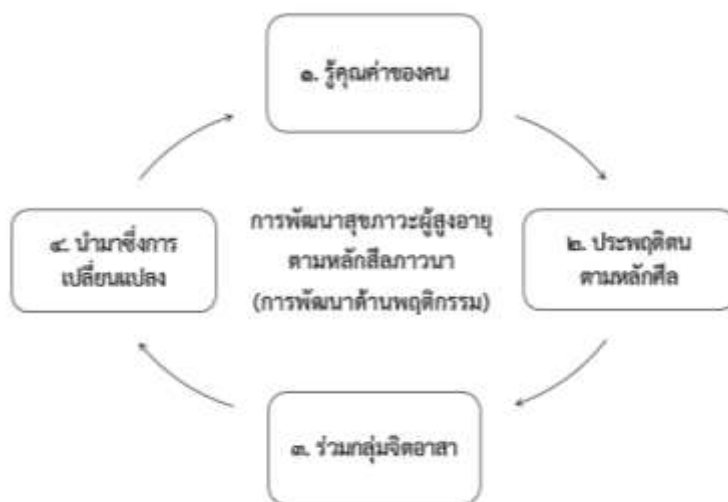 ๑. รู้คุณค่าของคน
การพัฒนาสุขภาวะผู้สูงอายุ
ตามหลักสีลภาวนา
(การพัฒนาด้านพฤติกรรม)
๒. ประพฤติตน
ตามหลักศีล
๓. ร่วมกลุ่มจิตอาสา
๔. นำมาซึ่งการ
เปลี่ยนแปลง